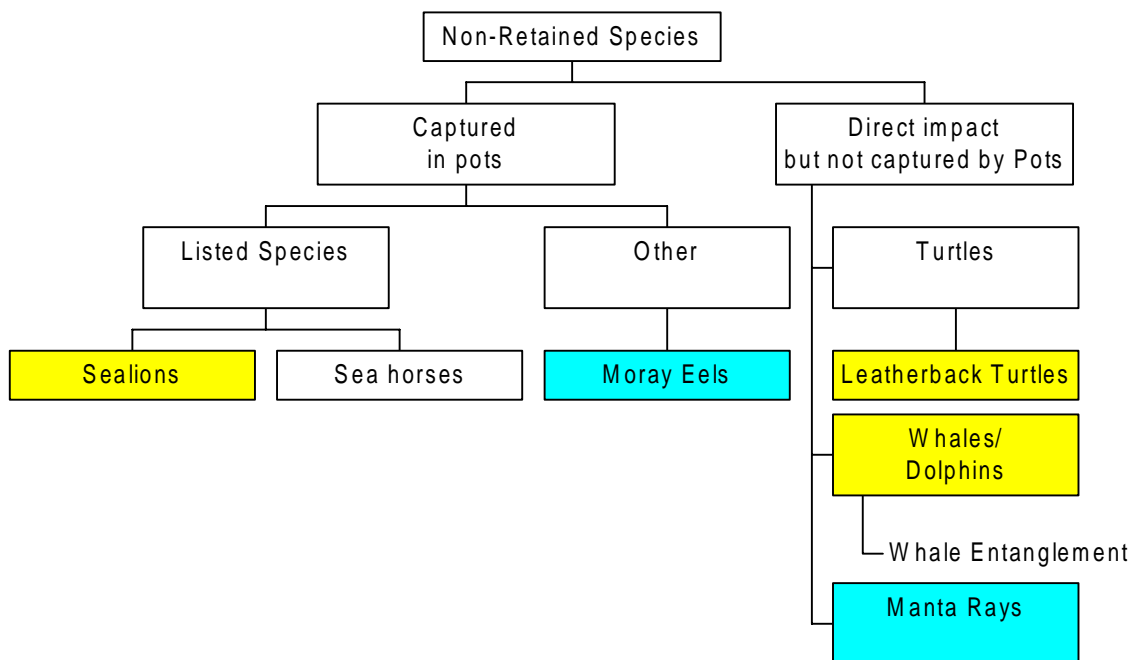 Non-Retained Species
Captured
in pots
Direct impact
but not captured by Pots
Listed Species
Other
Turtles
Sealions
Sea horses
Moray Eels
Leatherback Turtles
Whales/
Dolphins
Whale Entanglement
Manta Rays